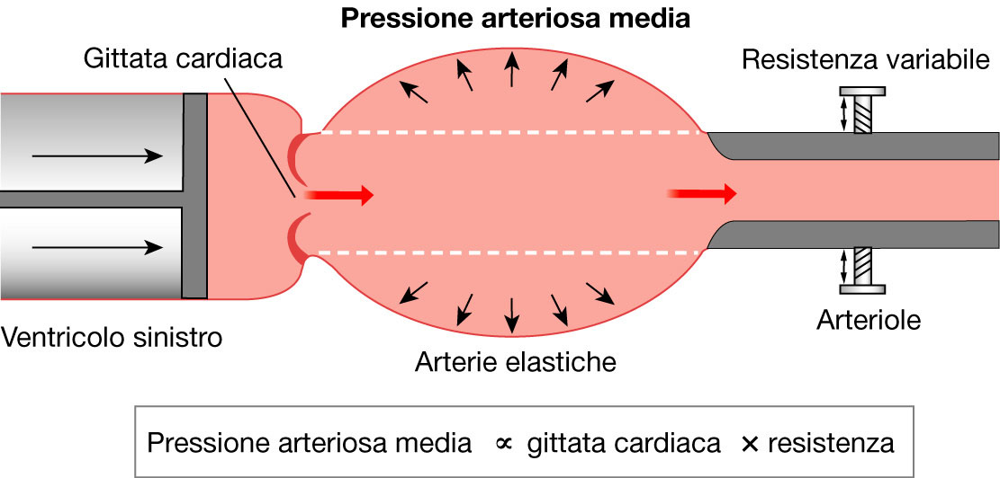 Pressione arteriosa media
Gittata cardiaca
Resistenza variabile
Ventricolo sinistro
Arterie elastiche
Arteriole
Pressione arteriosa media ∝ gittata cardiaca × resistenza